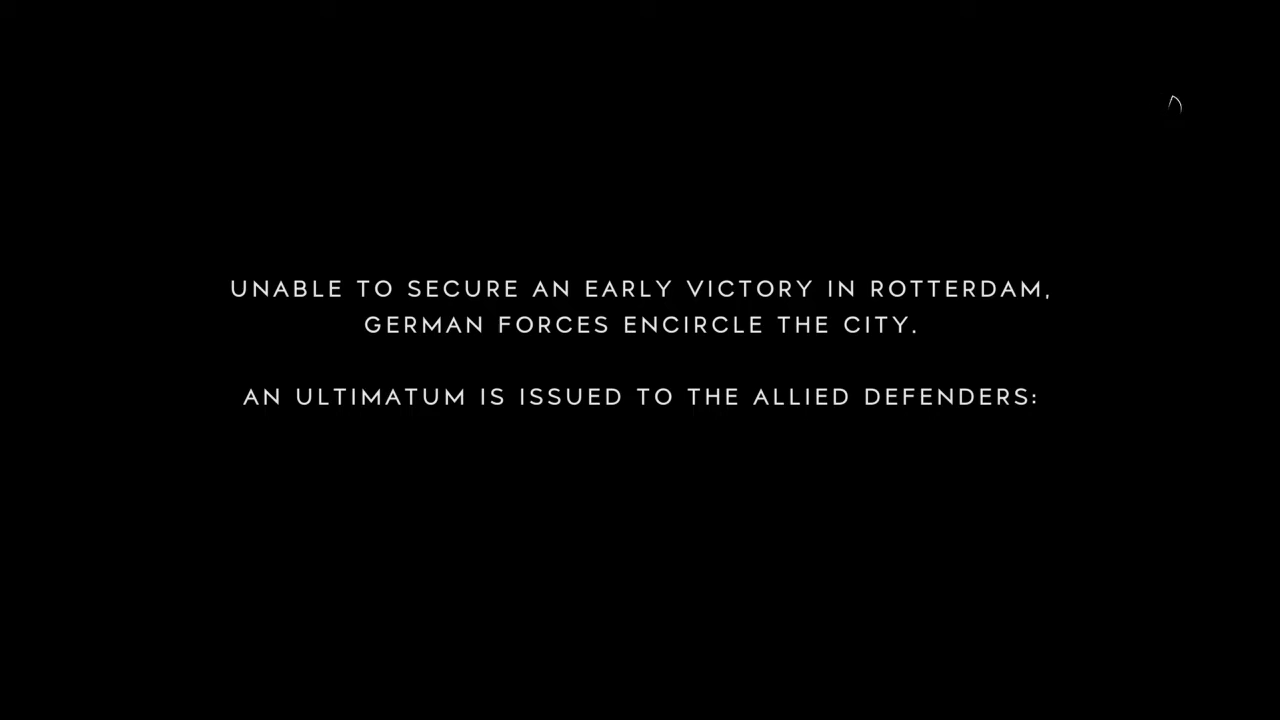 UNABLE TO SECURE AN EARLY VICTORY IN ROTTERDAM,
GERMAN FORCES ENCIRCLE THE CITY.
AN ULTIMATUM IS ISSUED TO THE ALLIED DEFENDERS: